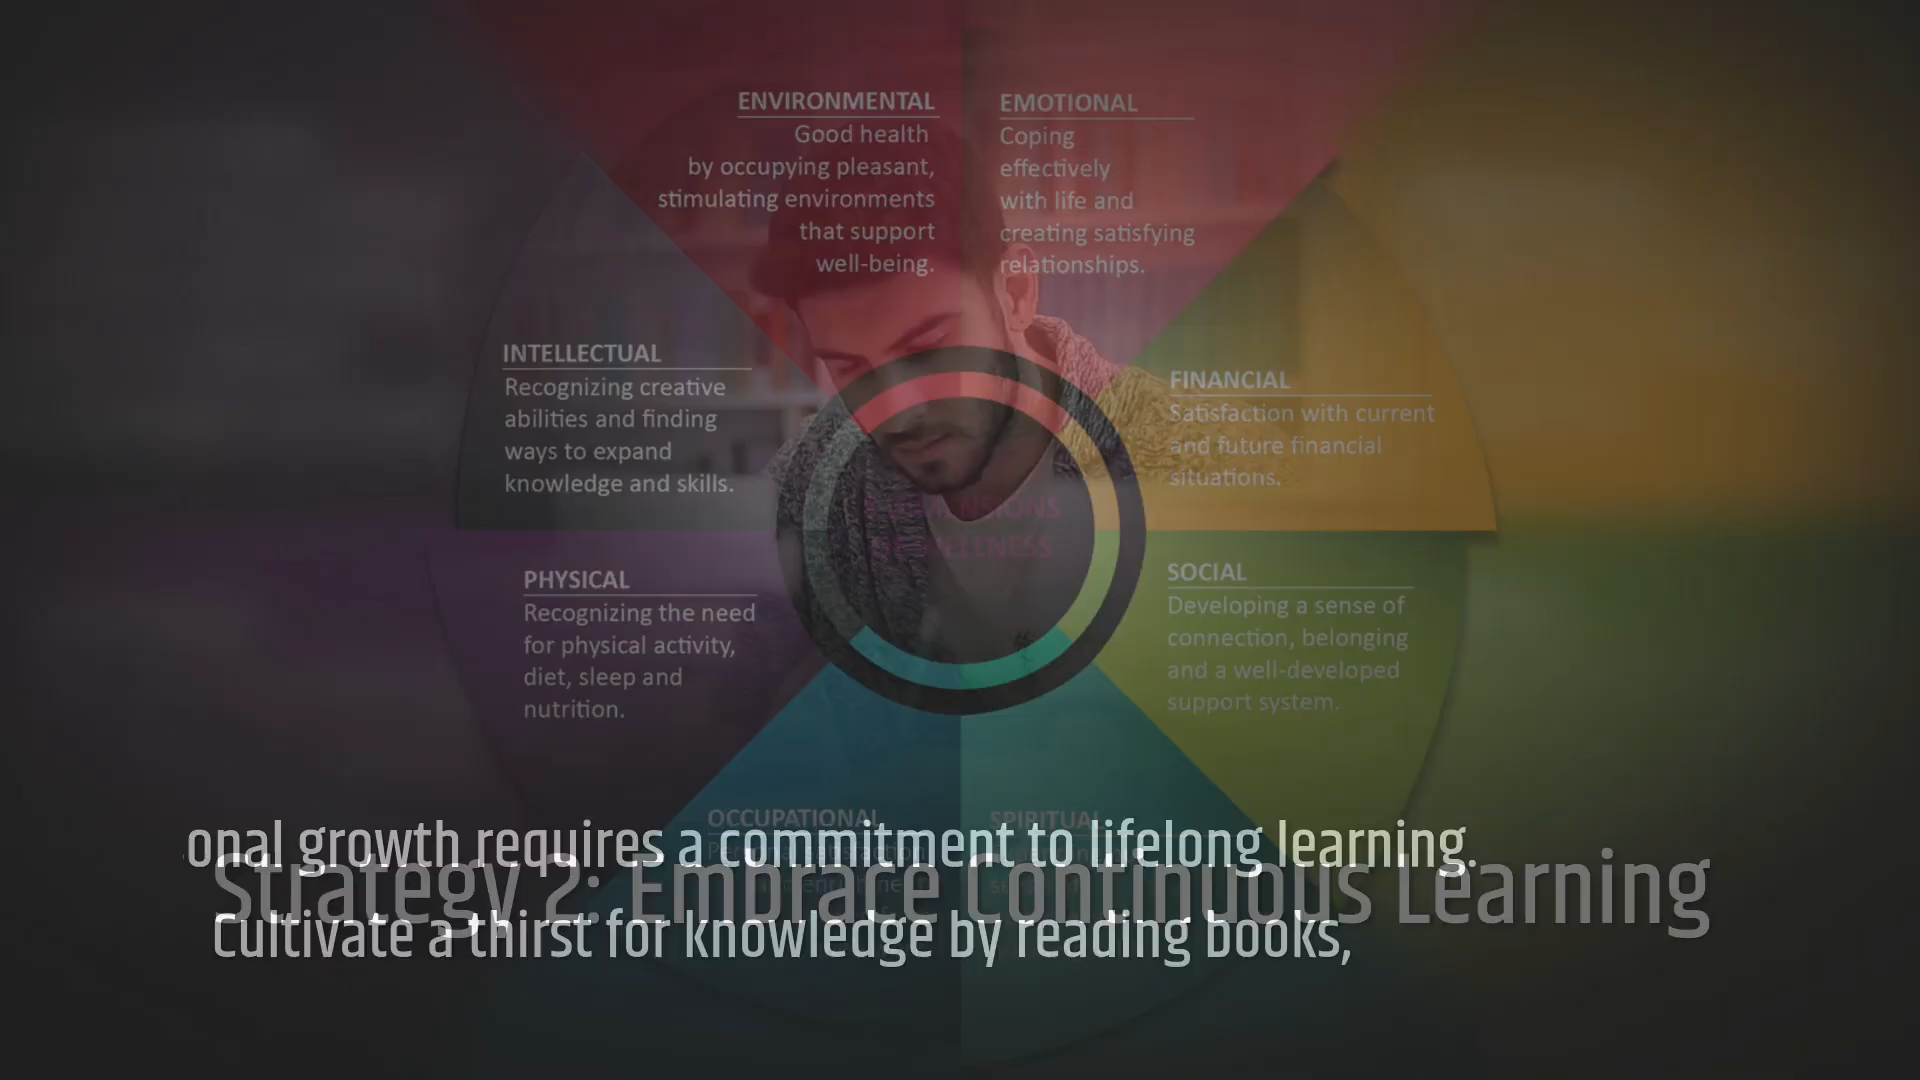 ENVIRONMENTAL
Good health
by occupying pleasant,
stimulating environments
that support
well-being.
EMOTIONAL
Coping
effectively
with life and
creating satisfying
relationships.
INTELLECTUAL
Recognizing creative
abilities and finding
ways to expand
knowledge and skills.
FINANCIAL
Satisfaction with current
and future financial
situations.
WELLNESS
PHYSICAL
Recognizing the need
for physical activity,
diet, sleep and
nutrition.
SOCIAL
Developing a sense of
connection, belonging
and a well-developed
support system.
OCCUPATIONAL
SPIRITUAL
onal growth requires a commitment to lifelong learning.
Strategy 2: Embrace Continuous Learning
Cultivate a thirst for knowledge by reading books,